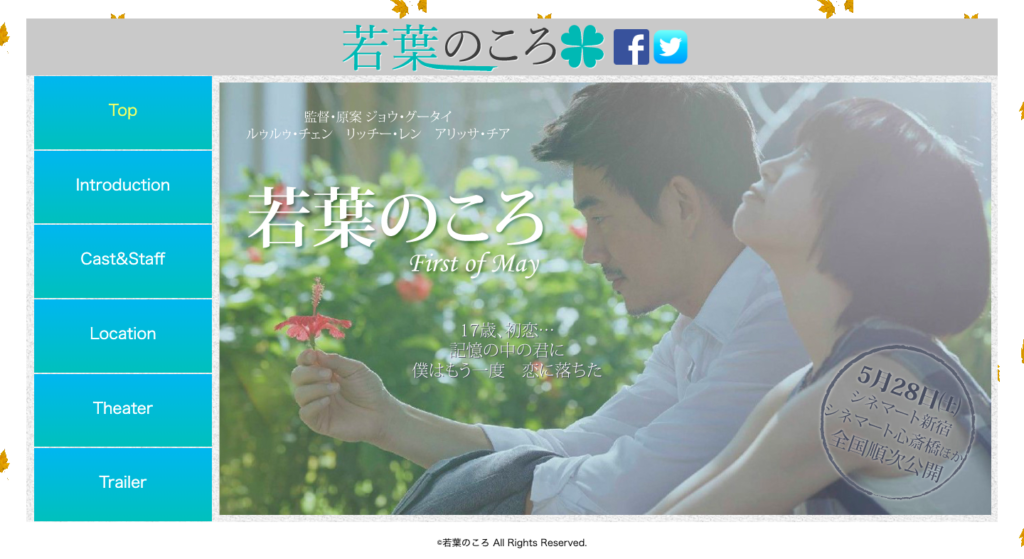 若葉のころ
Top
Introduction
Cast&Staff
Location
Theater
Trailer
監督・原案 ジョウ・グータイ
ルゥルゥ・チェン リッチー・レン アリッサ・チア
若葉のころ
First of May
17歳、初恋…
記憶の中の君に
僕はもう一度 恋に落ちた
5月28日(土)
シネマート新宿
シネマート心斎橋ほか
全国順次公開
©若葉のころ All Rights Reserved.